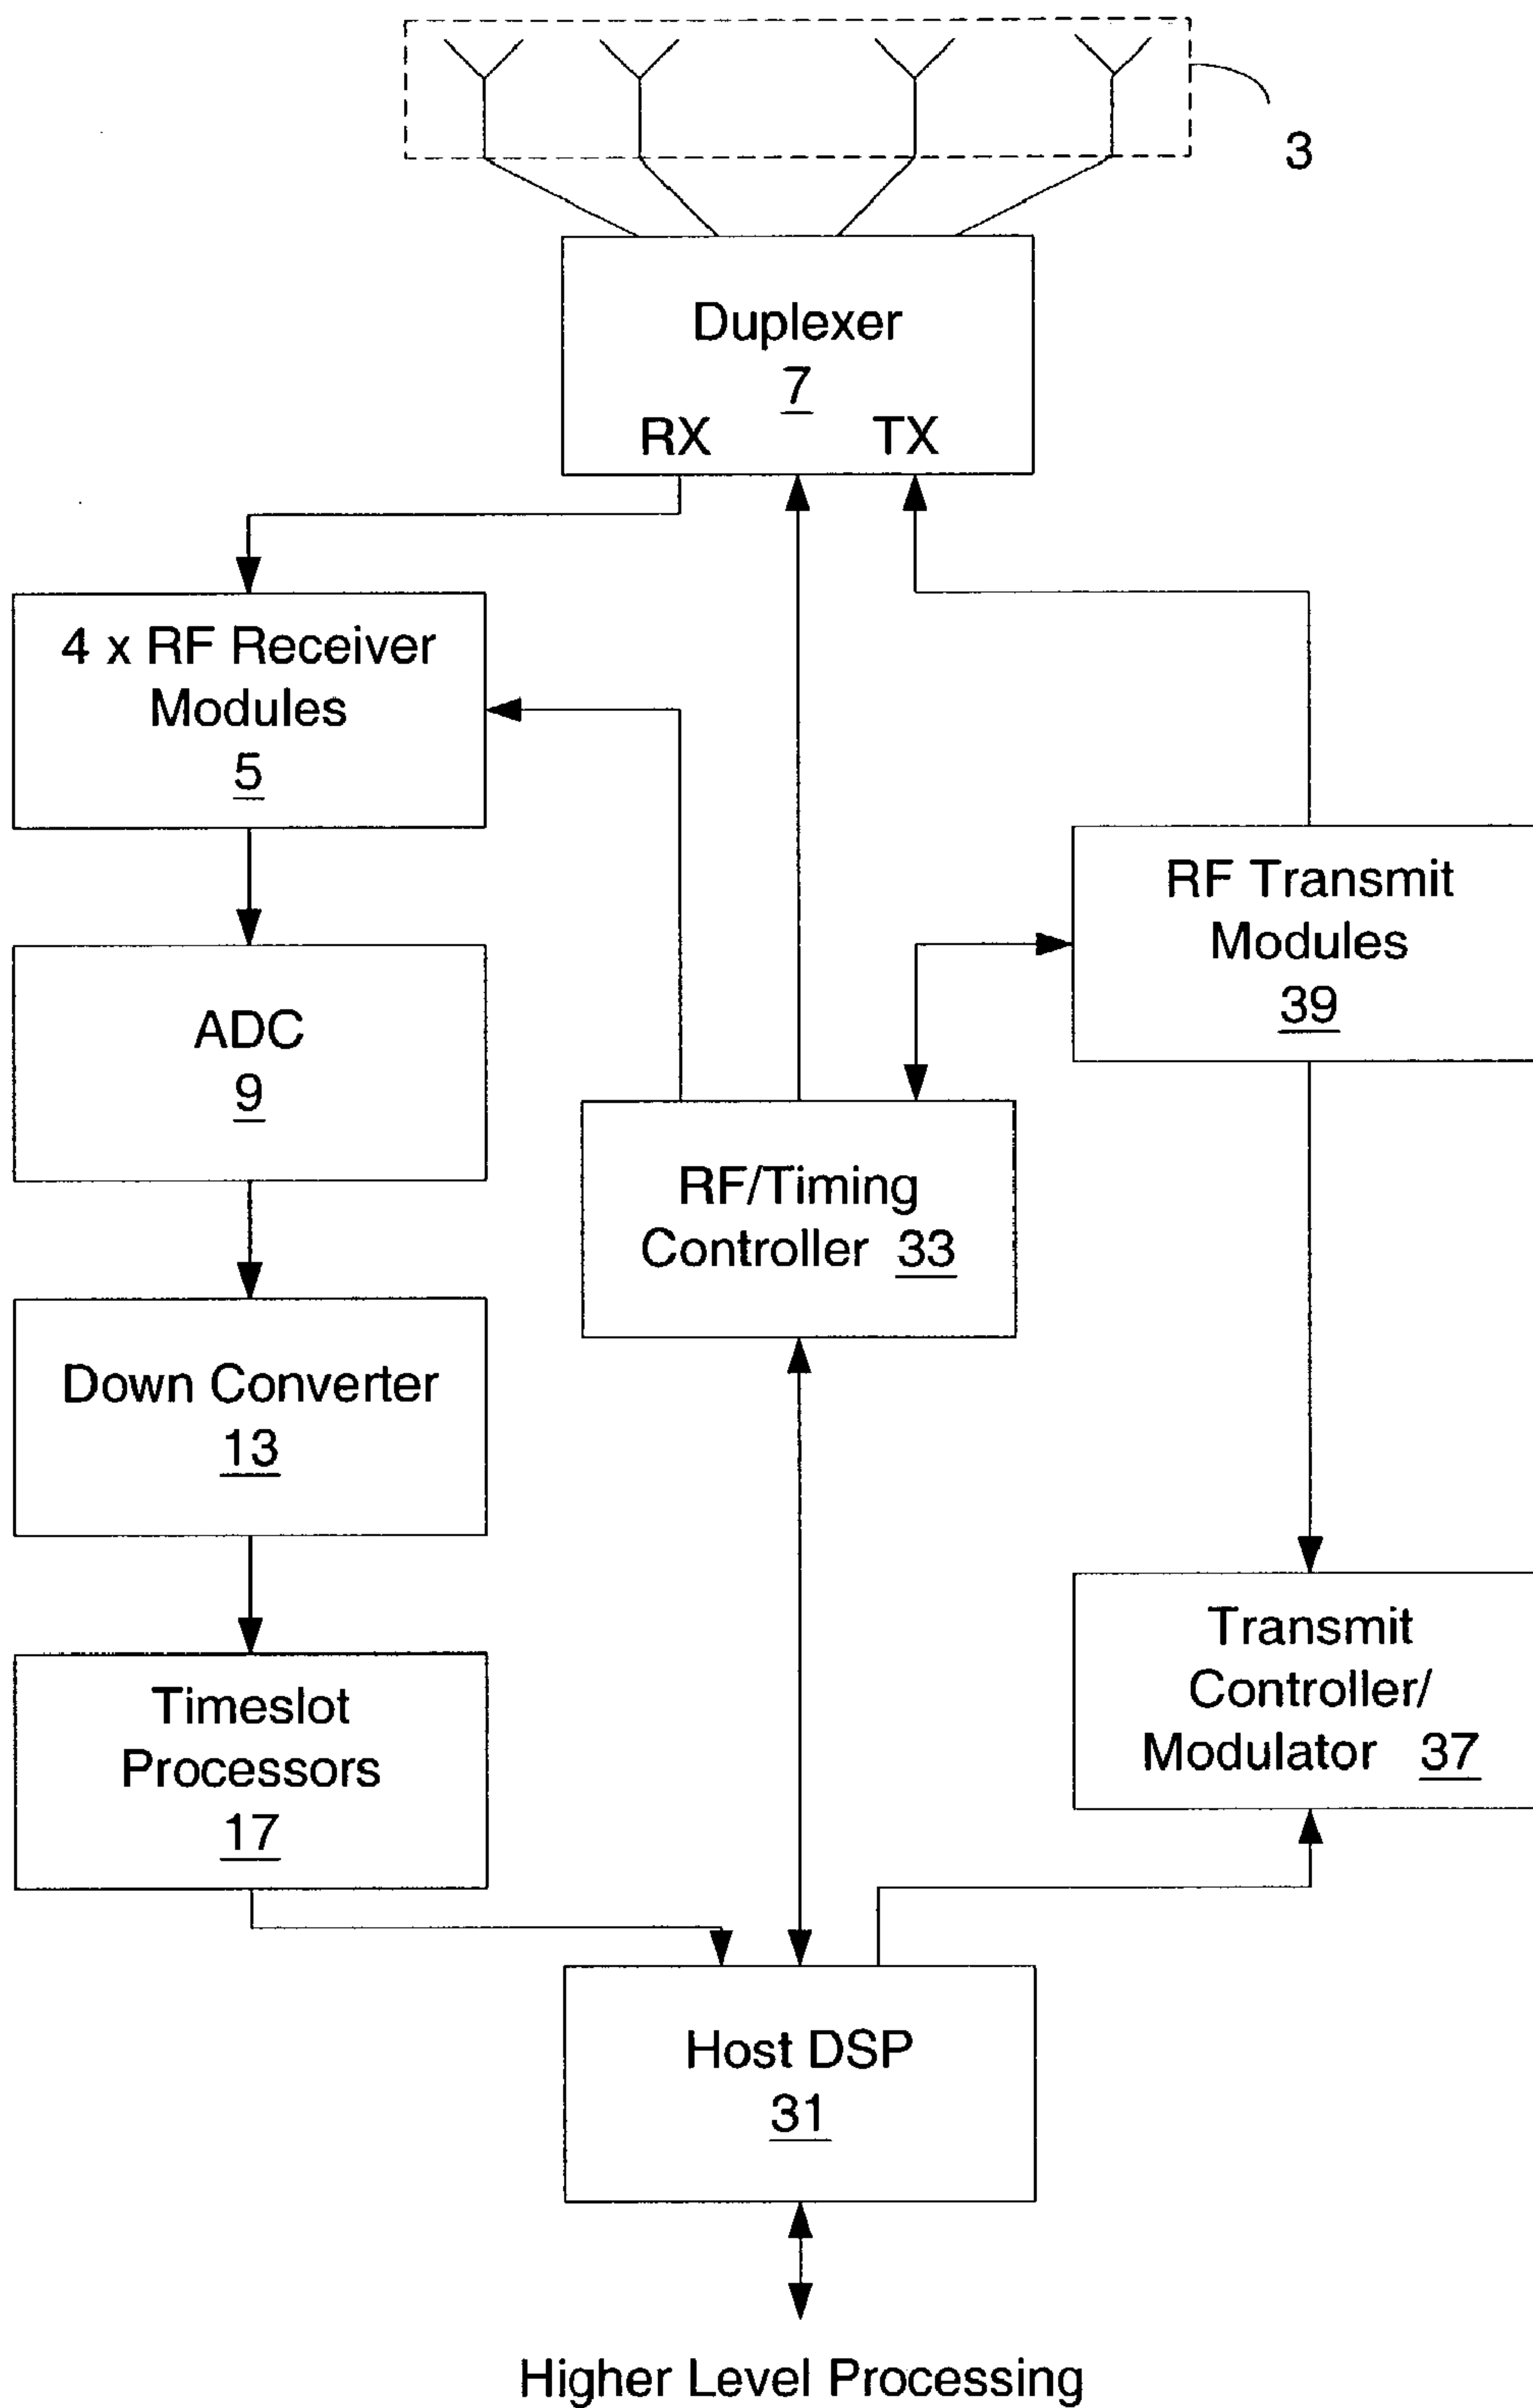 3
Duplexer
7
RX TX
4 x RF Receiver
Modules
5
RF Transmit
Modules
39
ADC
9
RF/Timing
Controller 33
Down Converter
13
Transmit
Controller/
Modulator 37
Timeslot
Processors
17
Host DSP
31
Higher Level Processing